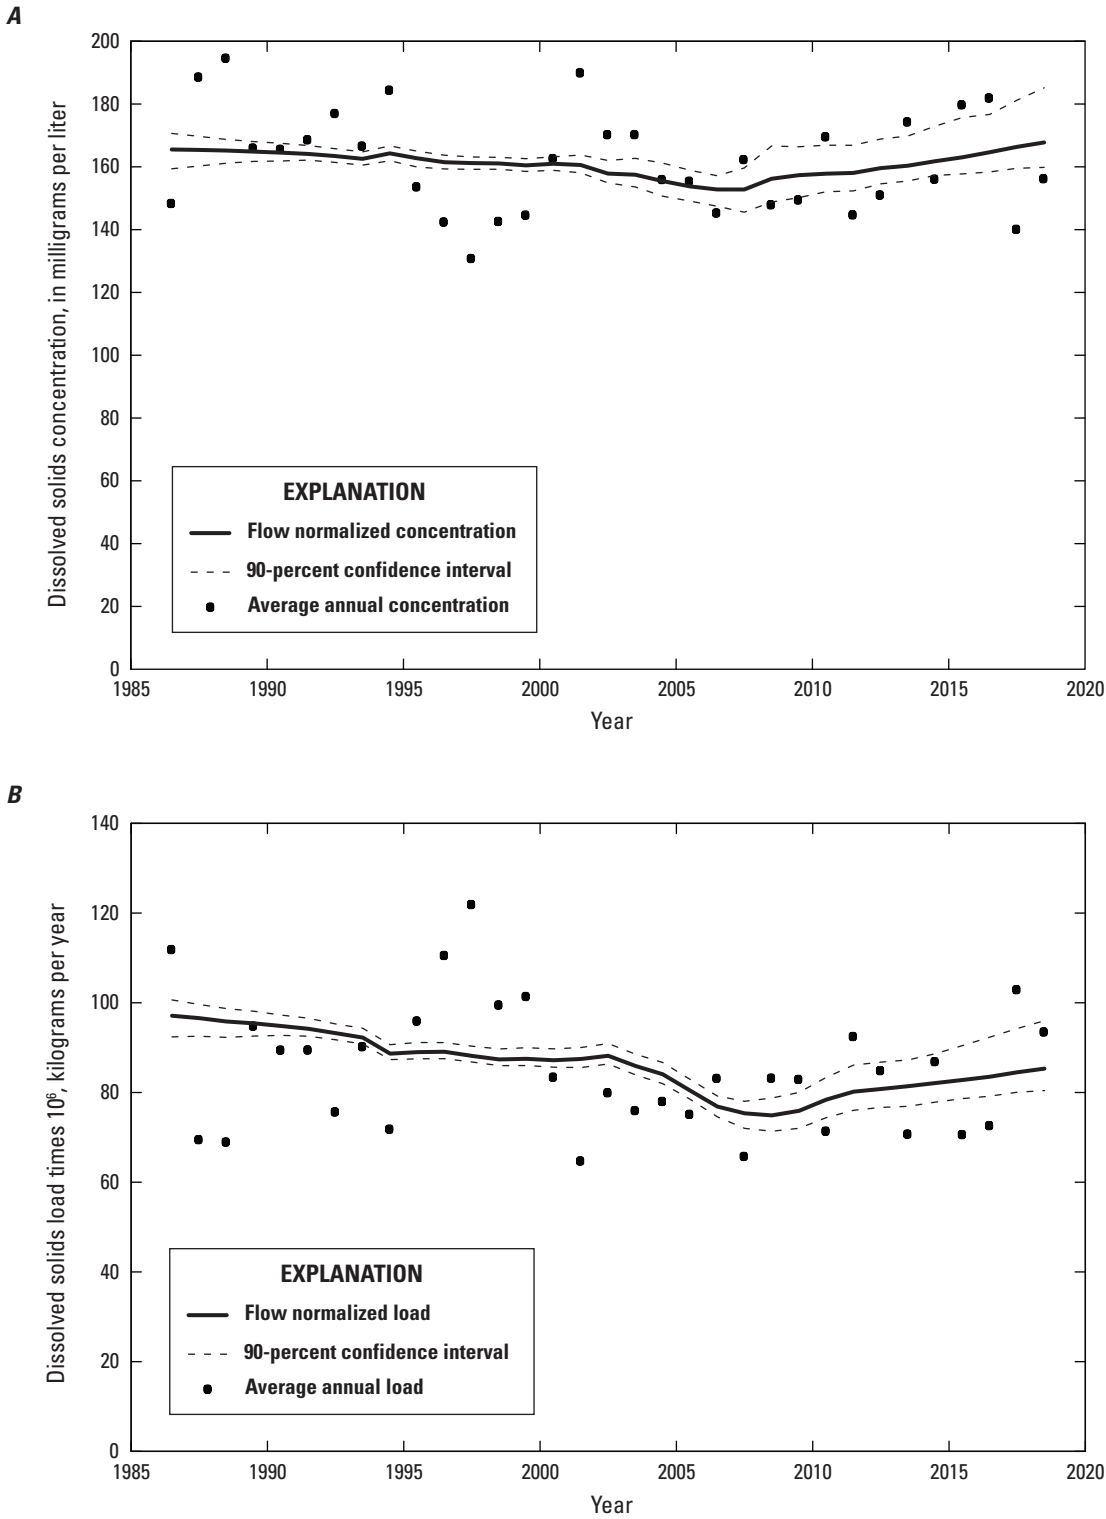 A
200
180
160
140
120
100
80
60
40
20
0
Dissolved solids concentration, in milligrams per liter
EXPLANATION
Flow normalized concentration
90-percent confidence interval
Average annual concentration
1985 1990 1995 2000 2005 2010 2015 2020
Year
B
140
120
100
80
60
40
20
0
Dissolved solids load times 10⁶, kilograms per year
EXPLANATION
Flow normalized load
90-percent confidence interval
Average annual load
1985 1990 1995 2000 2005 2010 2015 2020
Year